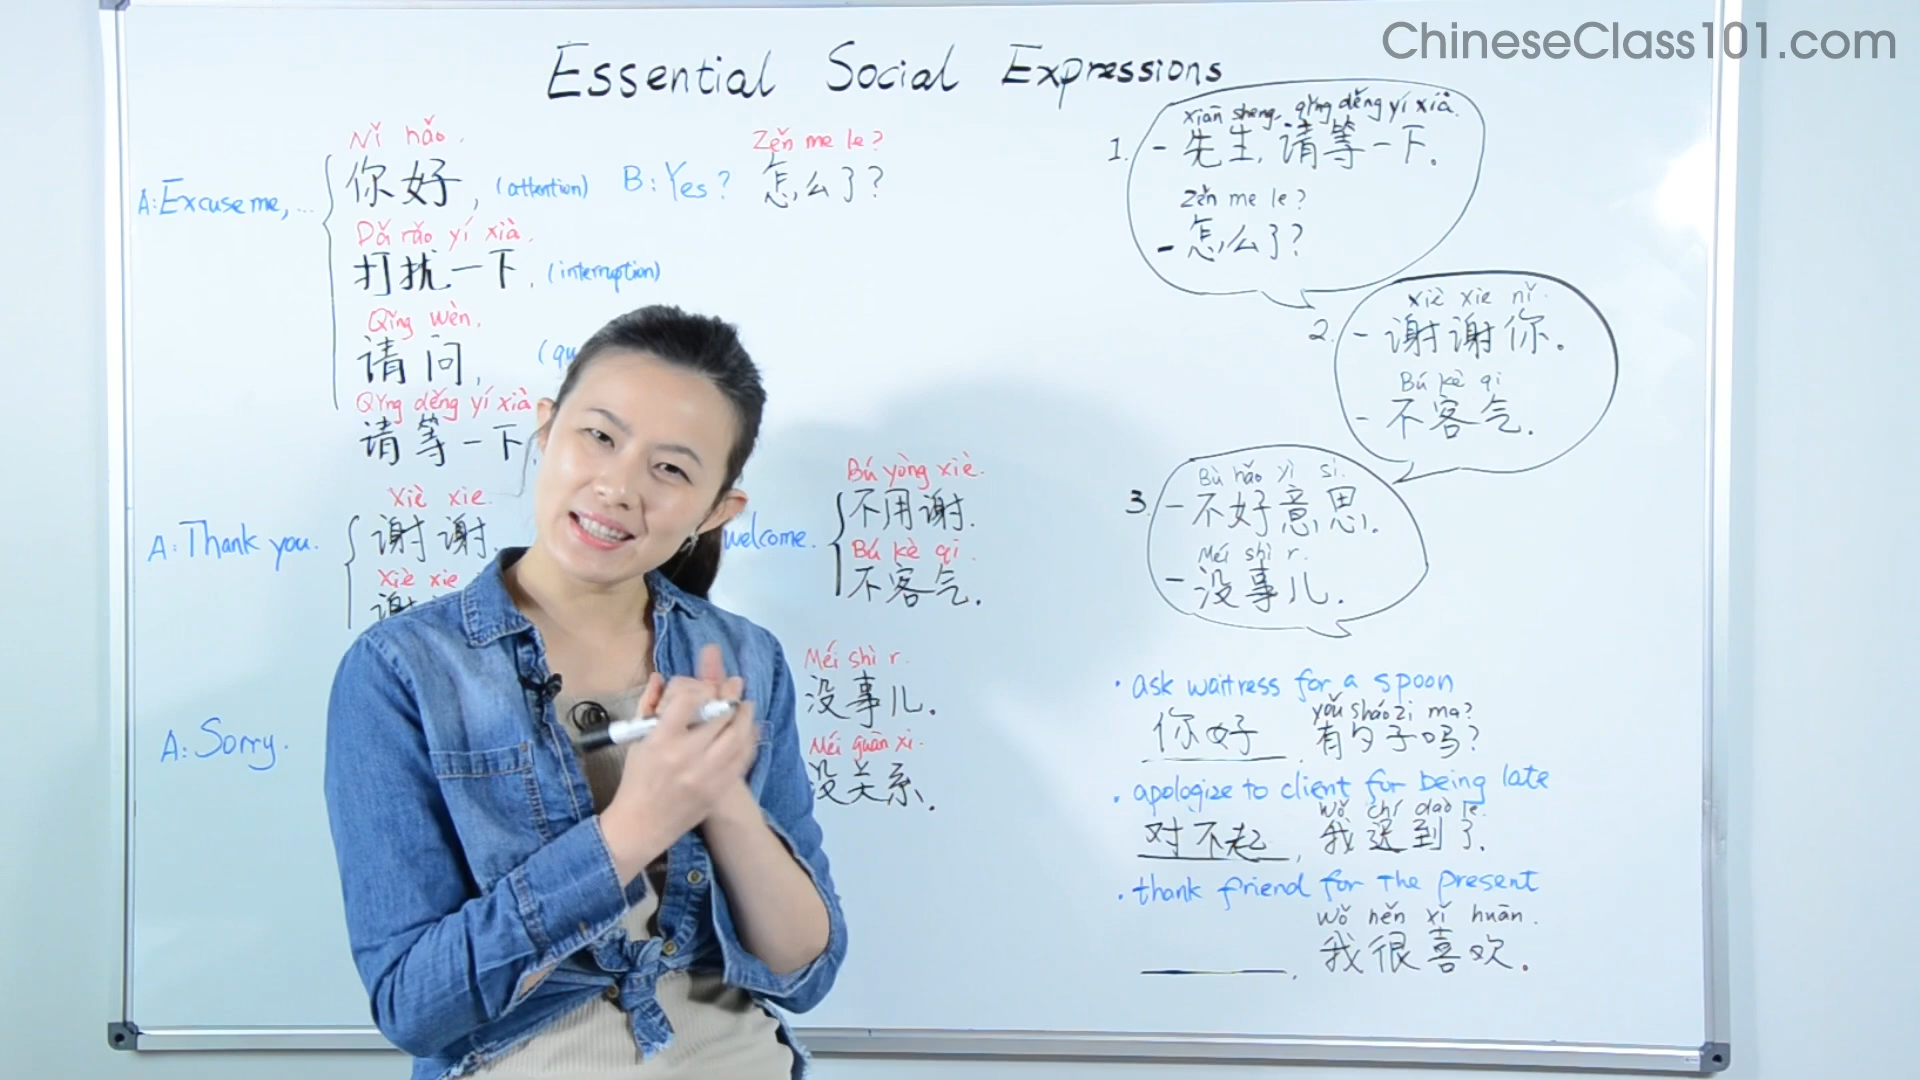 ChineseClass101.com
Essential Social Expressions
Nǐ hǎo.
A: Excuse me, ...
你好, (attention)
Zěn me le?
B: Yes? 怎么了?
Dǎ rǎo yí xià.
打扰一下. (interruption)
Qǐng wèn,
请问,
Qǐng děng yí xià
请等一下.
Xiè xie.
A: Thank you.
谢谢.
Xiè xie
welcome.
Bú yòng xiè.
不用谢.
Bú kè qi.
不客气.
A: Sorry.
Méi shì r.
没事儿.
Méi guān xi.
没关系.
xiān sheng, qǐng děng yí xià.
1. - 先生, 请等一下.
Zěn me le?
- 怎么了?
xiè xie nǐ.
2. - 谢谢你.
Bú kè qi
- 不客气.
Bù hǎo yì si.
3. - 不好意思.
Méi shì r.
- 没事儿.
· ask waitress for a spoon
yǒu sháo zi ma?
你好, 有勺子吗?
· apologize to client for being late
wǒ chí dào le.
对不起, 我迟到了.
· thank friend for the present
wǒ hěn xǐ huān.
______, 我很喜欢.